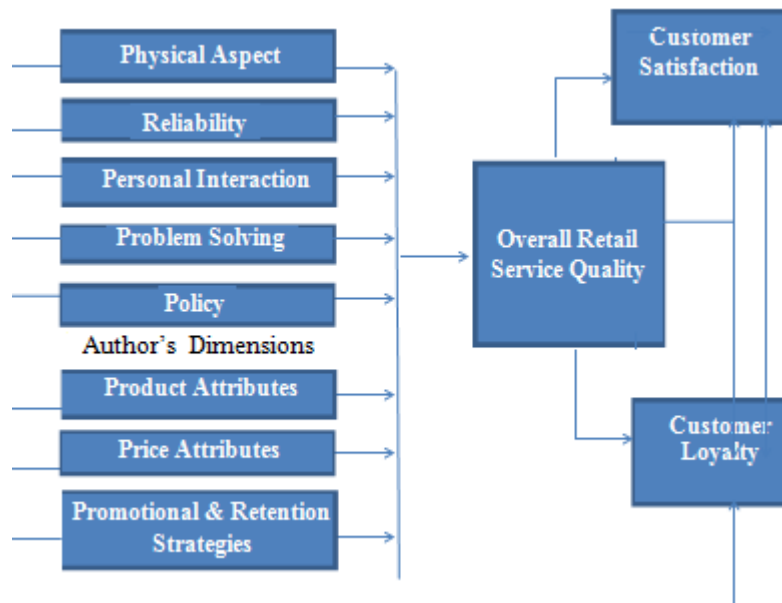 Physical Aspect
Reliability
Personal Interaction
Problem Solving
Policy
Author's Dimensions
Product Attributes
Price Attributes
Promotional & Retention
Strategies
Overall Retail
Service Quality
Customer
Satisfaction
Customer
Loyalty